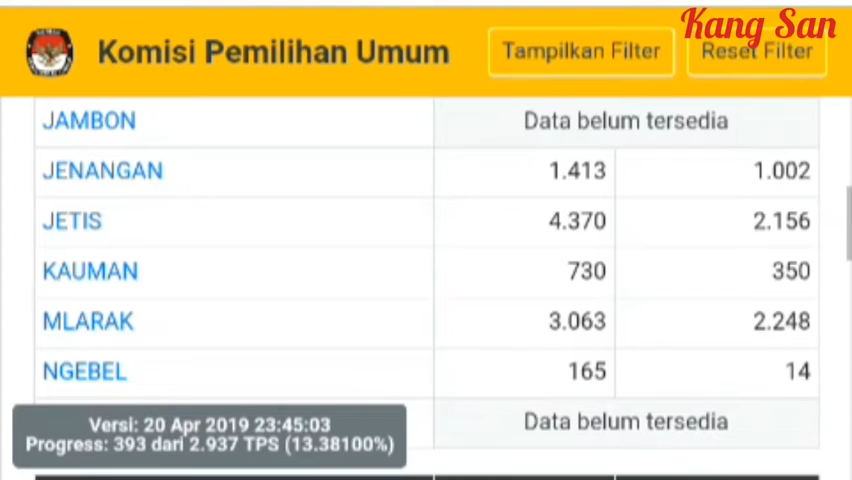 Kang San
Komisi Pemilihan Umum Tampilkan Filter Reset Filter
JAMBON Data belum tersedia
JENANGAN 1.413 1.002
JETIS 4.370 2.156
KAUMAN 730 350
MLARAK 3.063 2.248
NGEBEL 165 14
Data belum tersedia
Versi: 20 Apr 2019 23:45:03
Progress: 393 dari 2.937 TPS (13.38100%)